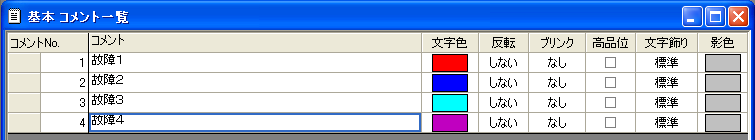 基本 コメント一覧
コメントNo. コメント 文字色 反転 ブリンク 高品位 文字飾り 影色
1 故障１ しない なし 標準
2 故障２ しない なし 標準
3 故障３ しない なし 標準
4 故障４ しない なし 標準